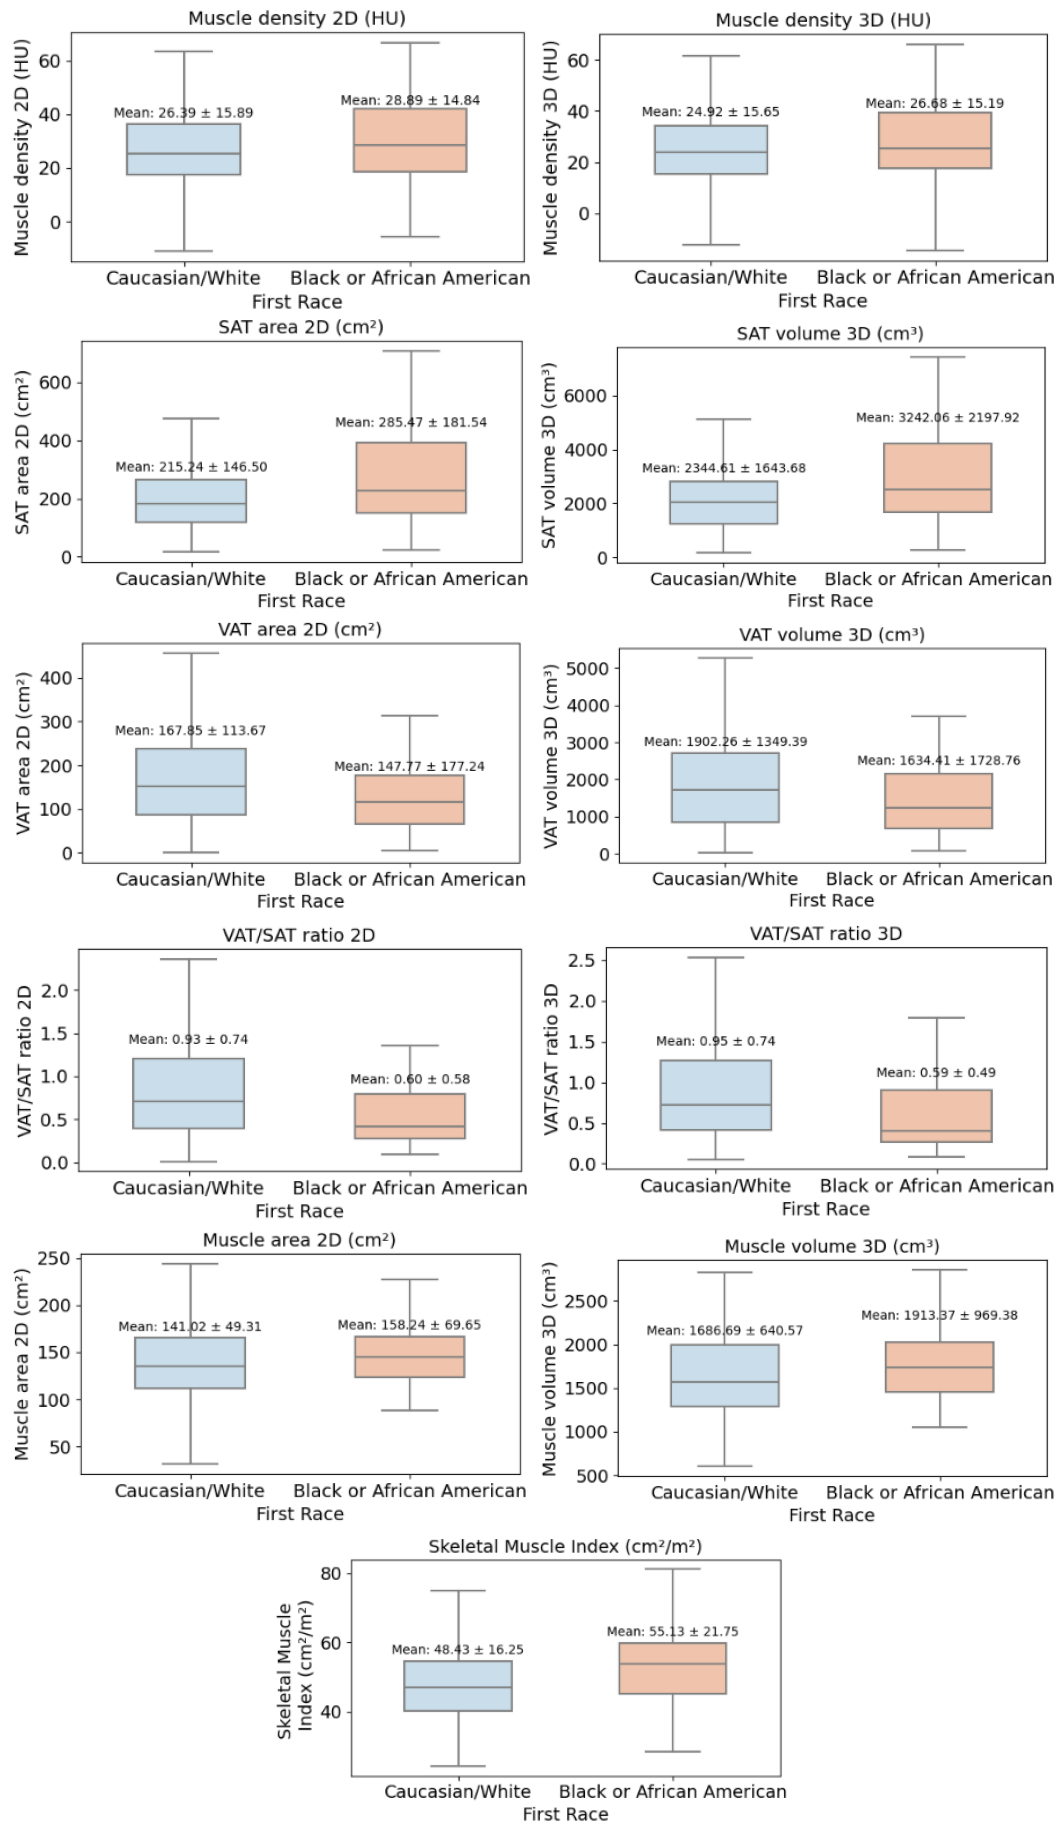 Muscle density 2D (HU)
Muscle density 2D (HU)
60
40
20
0
Mean: 26.39 ± 15.89
Mean: 28.89 ± 14.84
Caucasian/White
Black or African American
First Race
Muscle density 3D (HU)
Muscle density 3D (HU)
60
40
20
0
Mean: 24.92 ± 15.65
Mean: 26.68 ± 15.19
Caucasian/White
Black or African American
First Race
SAT area 2D (cm²)
SAT area 2D (cm²)
600
400
200
0
Mean: 215.24 ± 146.50
Mean: 285.47 ± 181.54
Caucasian/White
Black or African American
First Race
SAT volume 3D (cm³)
SAT volume 3D (cm³)
6000
4000
2000
0
Mean: 2344.61 ± 1643.68
Mean: 3242.06 ± 2197.92
Caucasian/White
Black or African American
First Race
VAT area 2D (cm²)
VAT area 2D (cm²)
400
300
200
100
0
Mean: 167.85 ± 113.67
Mean: 147.77 ± 177.24
Caucasian/White
Black or African American
First Race
VAT volume 3D (cm³)
VAT volume 3D (cm³)
5000
4000
3000
2000
1000
0
Mean: 1902.26 ± 1349.39
Mean: 1634.41 ± 1728.76
Caucasian/White
Black or African American
First Race
VAT/SAT ratio 2D
VAT/SAT ratio 2D
2.0
1.5
1.0
0.5
0.0
Mean: 0.93 ± 0.74
Mean: 0.60 ± 0.58
Caucasian/White
Black or African American
First Race
VAT/SAT ratio 3D
VAT/SAT ratio 3D
2.5
2.0
1.5
1.0
0.5
0.0
Mean: 0.95 ± 0.74
Mean: 0.59 ± 0.49
Caucasian/White
Black or African American
First Race
Muscle area 2D (cm²)
Muscle area 2D (cm²)
250
200
150
100
50
Mean: 141.02 ± 49.31
Mean: 158.24 ± 69.65
Caucasian/White
Black or African American
First Race
Muscle volume 3D (cm³)
Muscle volume 3D (cm³)
2500
2000
1500
1000
500
Mean: 1686.69 ± 640.57
Mean: 1913.37 ± 969.38
Caucasian/White
Black or African American
First Race
Skeletal Muscle Index (cm²/m²)
Skeletal Muscle
Index (cm²/m²)
80
60
40
Mean: 48.43 ± 16.25
Mean: 55.13 ± 21.75
Caucasian/White
Black or African American
First Race